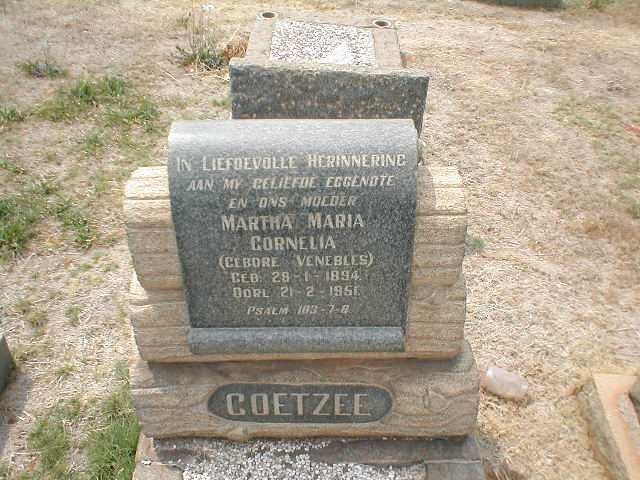 IN LIEFDEVOLLE HERINNERING
AAN MY GELIEFDE EGGENOTE
EN ONS MOEDER
MARTHA MARIA
CORNELIA
(GEBORE VENEBLES)
GEB. 28-1-1894.
OORL. 21-2-1951.
PSALM 103-7-8
COETZEE